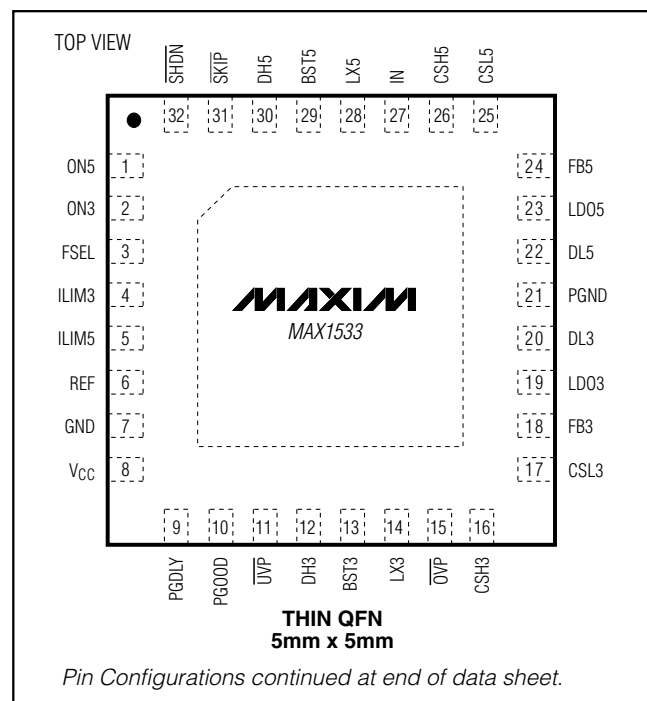 TOP VIEW
SHDN SKIP DH5 BST5 LX5 IN CSH5 CSL5
32 31 30 29 28 27 26 25
ON5 1
ON3 2
FSEL 3
ILIM3 4
ILIM5 5
REF 6
GND 7
VCC 8
MAXIM
MAX1533
24 FB5
23 LDO5
22 DL5
21 PGND
20 DL3
19 LDO3
18 FB3
17 CSL3
9 10 11 12 13 14 15 16
PGDLY PGOOD UVP DH3 BST3 LX3 OVP CSH3
THIN QFN
5mm x 5mm
Pin Configurations continued at end of data sheet.